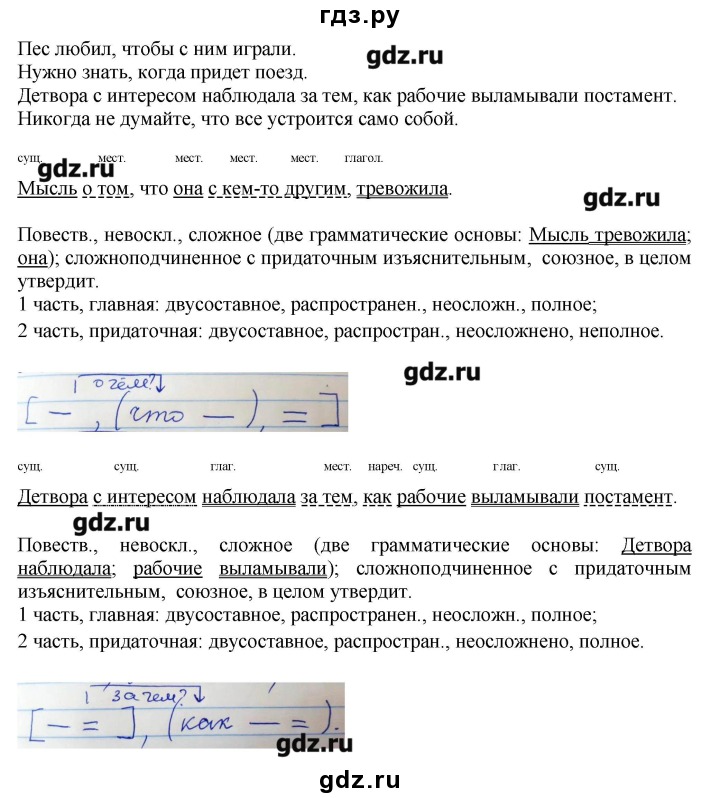 гдз.ру
Пес любил, чтобы с ним играли.
gdz.ru
Нужно знать, когда придет поезд.
Детвора с интересом наблюдала за тем, как рабочие выламывали постамент.
Никогда не думайте, что все устроится само собой.
сущ. мест. мест. мест. мест. глагол.
gdz.ru
Мысль о том, что она с кем-то другим, тревожила.
gdz.ru
Повеств., невоскл., сложное (две грамматические основы: Мысль тревожила;
она); сложноподчиненное с придаточным изъяснительным, союзное, в целом
утвердит.
1 часть, главная: двусоставное, распространен., неосложн., полное;
2 часть, придаточная: двусоставное, распростран., неосложнено, неполное.
gdz.ru
о чём?
[ – , (что – ), = ]
сущ. сущ. глаг. мест. нареч. сущ. глаг. сущ.
Детвора с интересом наблюдала за тем, как рабочие выламывали постамент.
gdz.ru
Повеств., невоскл., сложное (две грамматические основы: Детвора
наблюдала; рабочие выламывали); сложноподчиненное с придаточным
изъяснительным, союзное, в целом утвердит.
1 часть, главная: двусоставное, распространен., неосложн., полное;
2 часть, придаточная: двусоставное, распростран., неосложнено, полное.
за чем?
[ – = ], (как – = ).
gdz.ru
gdz.ru